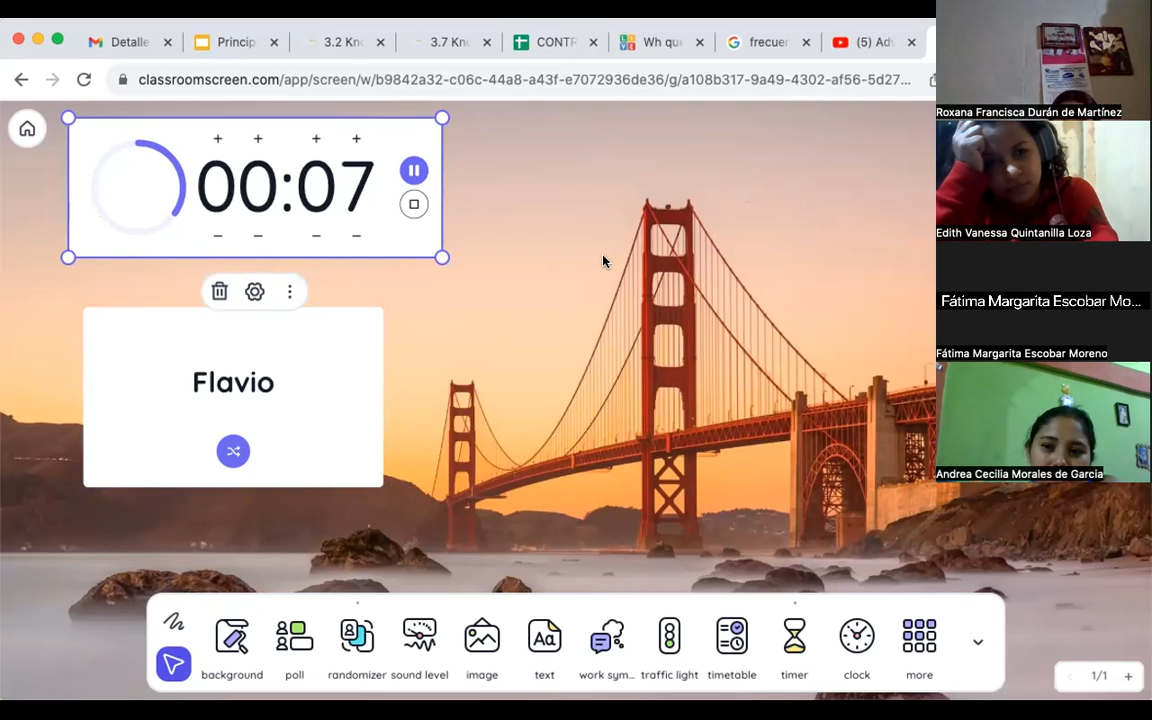 Detalle
Princip
3.2 Kn
3.7 Kn
CONTR
Wh que
frecuer
(5) Adv
classroomscreen.com/app/screen/w/b9842a32-c06c-44a8-a43f-e7072936de36/g/a108b317-9a49-4302-af56-5d27...
00:07
Flavio
background
poll
randomizer
sound level
image
Aa
text
work sym...
traffic light
timetable
timer
clock
more
1/1
Roxana Francisca Durán de Martínez
Edith Vanessa Quintanilla Loza
Fátima Margarita Escobar Mo...
Fátima Margarita Escobar Moreno
Andrea Cecilia Morales de Garcia